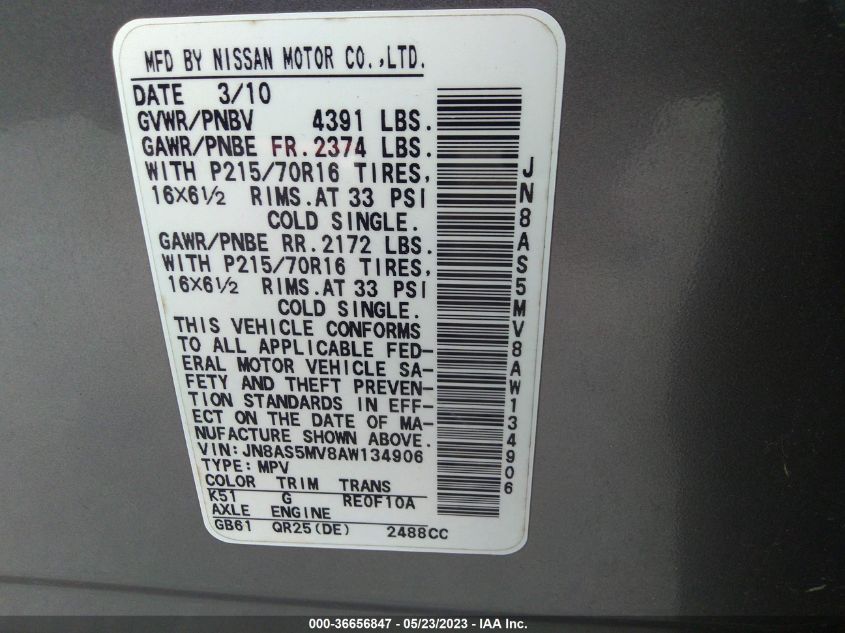 MFD BY NISSAN MOTOR CO.,LTD.
DATE 3/10
GVWR/PNBV 4391 LBS.
GAWR/PNBE FR.2374 LBS.
WITH P215/70R16 TIRES,
16X6½ RIMS.AT 33 PSI
COLD SINGLE.
GAWR/PNBE RR.2172 LBS.
WITH P215/70R16 TIRES,
16X6½ RIMS.AT 33 PSI
COLD SINGLE.
THIS VEHICLE CONFORMS
TO ALL APPLICABLE FED-
ERAL MOTOR VEHICLE SA-
FETY AND THEFT PREVEN-
TION STANDARDS IN EFF-
ECT ON THE DATE OF MA-
NUFACTURE SHOWN ABOVE.
VIN:JN8AS5MV8AW134906
TYPE:MPV
COLOR TRIM TRANS
K51 G RE0F10A
AXLE ENGINE
GB61 QR25(DE) 2488CC
JN8AS5MV8AW134906
000-36656847 — 05/23/2023 — IAA Inc.